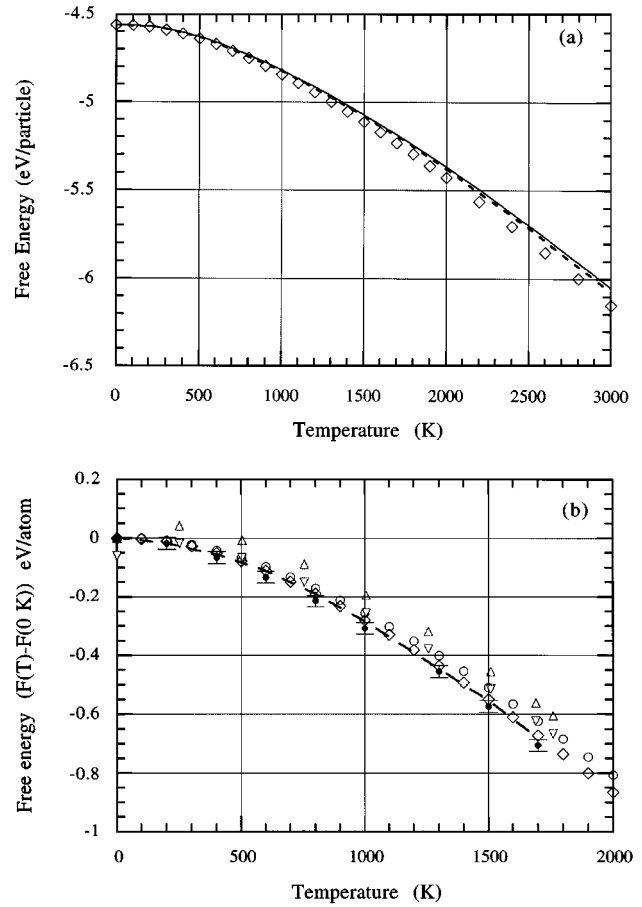 -4.5
(a)
-5
-5.5
-6
-6.5
Free Energy (eV/particle)
0 500 1000 1500 2000 2500 3000
Temperature (K)
0.2
(b)
0
-0.2
-0.4
-0.6
-0.8
-1
Free energy (F(T)-F(0 K)) eV/atom
0 500 1000 1500 2000
Temperature (K)